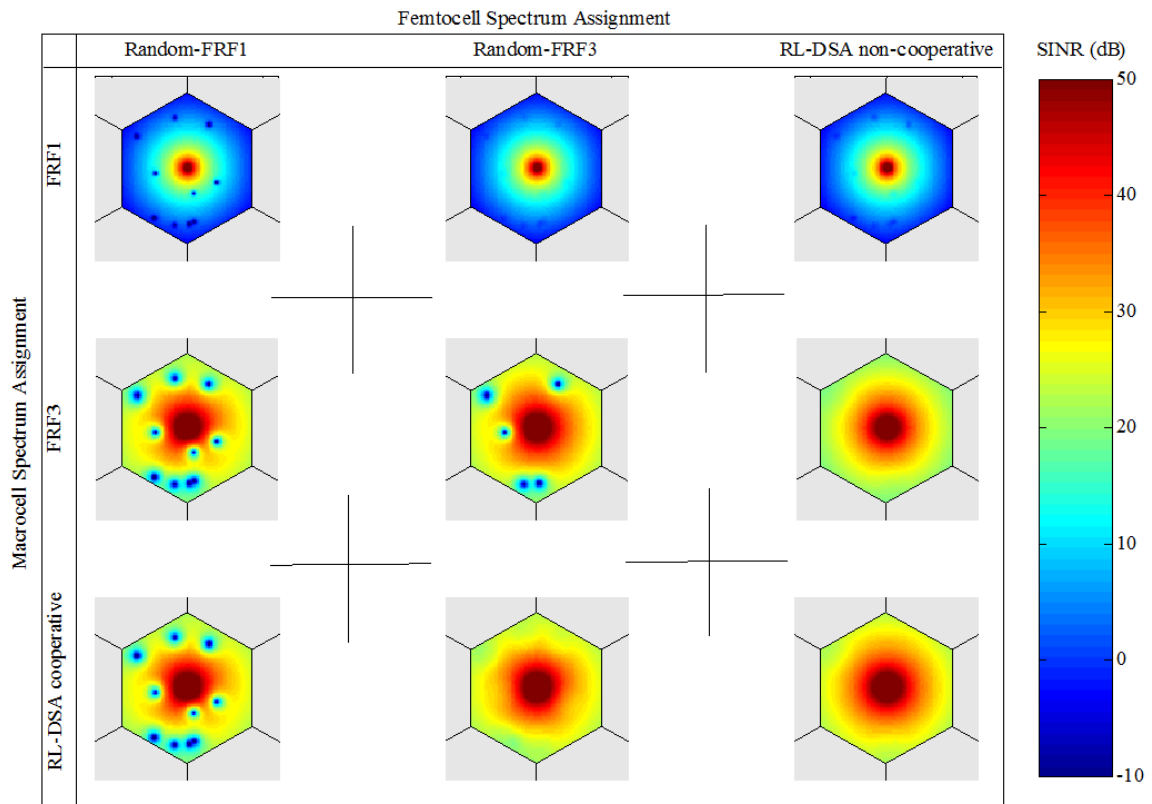 Femtocell Spectrum Assignment
Random-FRF1
Random-FRF3
RL-DSA non-cooperative
SINR (dB)
Macrocell Spectrum Assignment
FRF1
FRF3
RL-DSA cooperative
50
40
30
20
10
0
-10